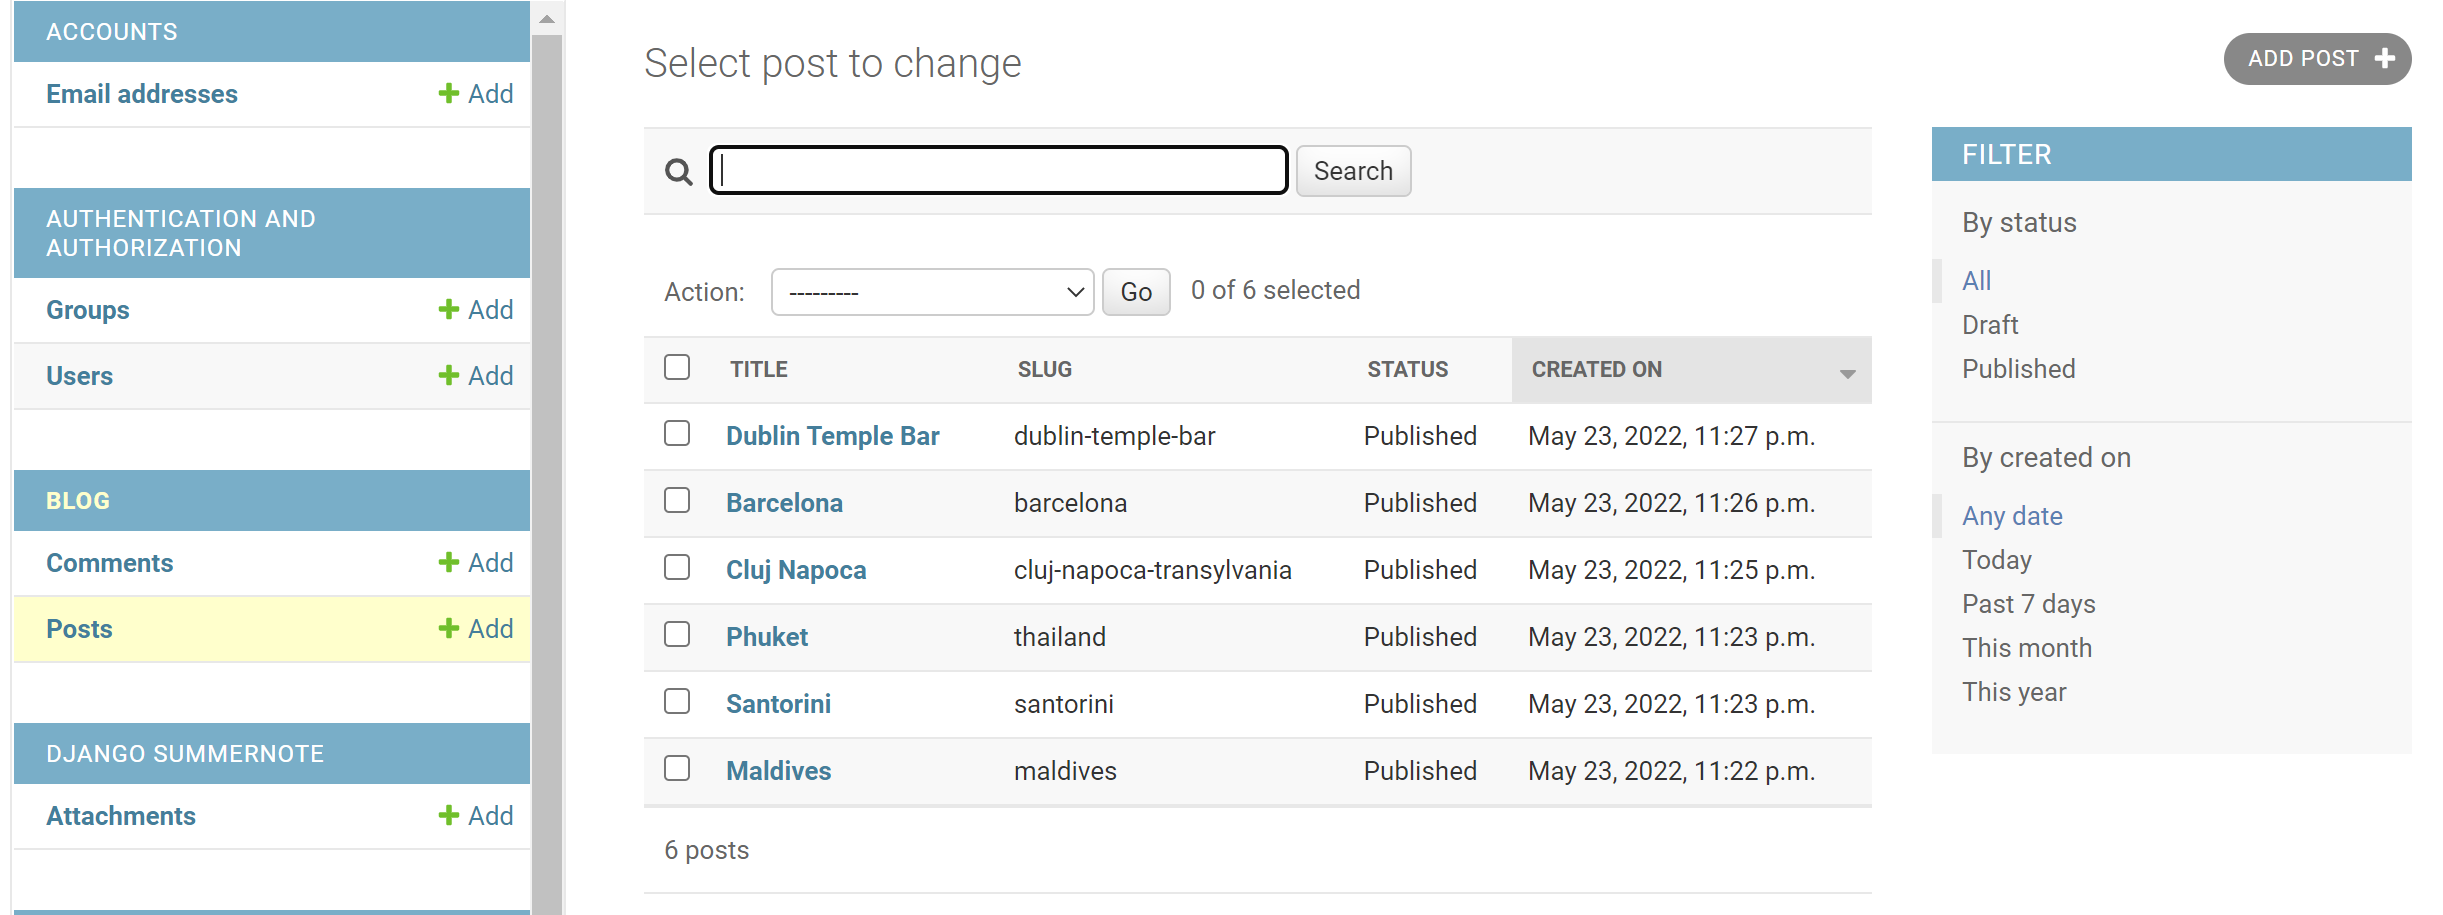 ACCOUNTS
Email addresses Add
AUTHENTICATION AND
AUTHORIZATION
Groups Add
Users Add
BLOG
Comments Add
Posts Add
DJANGO SUMMERNOTE
Attachments Add
Select post to change
ADD POST
Search
Action: --------- Go 0 of 6 selected
TITLE SLUG STATUS CREATED ON
Dublin Temple Bar dublin-temple-bar Published May 23, 2022, 11:27 p.m.
Barcelona barcelona Published May 23, 2022, 11:26 p.m.
Cluj Napoca cluj-napoca-transylvania Published May 23, 2022, 11:25 p.m.
Phuket thailand Published May 23, 2022, 11:23 p.m.
Santorini santorini Published May 23, 2022, 11:23 p.m.
Maldives maldives Published May 23, 2022, 11:22 p.m.
6 posts
FILTER
By status
All
Draft
Published
By created on
Any date
Today
Past 7 days
This month
This year